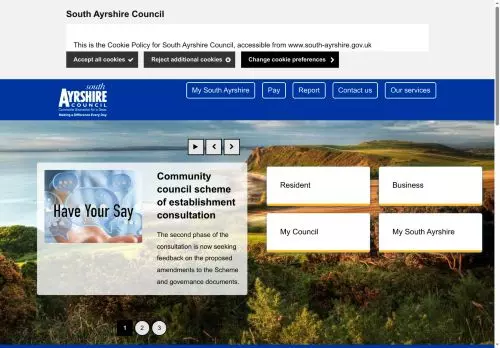 South Ayrshire Council
This is the Cookie Policy for South Ayrshire Council, accessible from www.south-ayrshire.gov.uk
Accept all cookies
Reject additional cookies
Change cookie preferences
south
AYRSHIRE
COUNCIL
Comhairle Siorrachd Àir a Deas
Making a Difference Every Day
My South Ayrshire
Pay
Report
Contact us
Our services
Have Your Say
Community
council scheme
of establishment
consultation
The second phase of the
consultation is now seeking
feedback on the proposed
amendments to the Scheme
and governance documents.
Resident
Business
My Council
My South Ayrshire
1
2
3